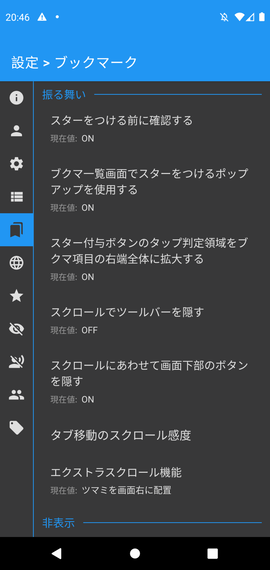 20:46
設定 > ブックマーク
振る舞い
スターをつける前に確認する
現在値: ON
ブクマ一覧画面でスターをつけるポップ
アップを使用する
現在値: ON
スター付与ボタンのタップ判定領域をブ
クマ項目の右端全体に拡大する
現在値: ON
スクロールでツールバーを隠す
現在値: OFF
スクロールにあわせて画面下部のボタン
を隠す
現在値: ON
タブ移動のスクロール感度
エクストラスクロール機能
現在値: ツマミを画面右に配置
非表示